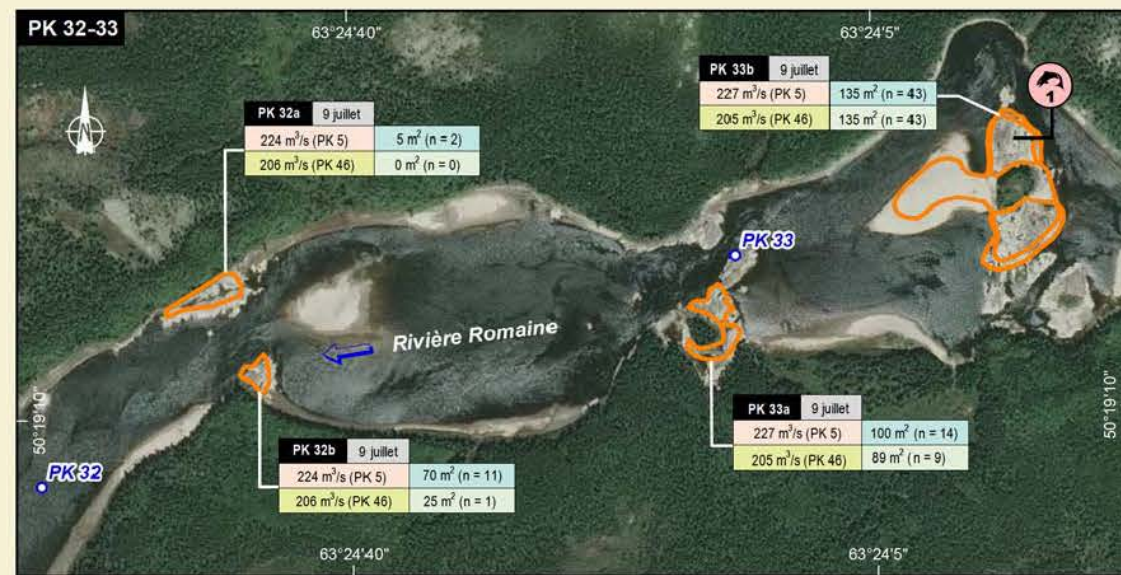 PK 32-33
63°24'40"
63°24'5"
PK 33b 9 juillet
227 m³/s (PK 5) 135 m² (n = 43)
205 m³/s (PK 46) 135 m² (n = 43)
1
PK 32a 9 juillet
224 m³/s (PK 5) 5 m² (n = 2)
206 m³/s (PK 46) 0 m² (n = 0)
PK 33
Rivière Romaine
50°19'10"
50°19'10"
PK 33a 9 juillet
227 m³/s (PK 5) 100 m² (n = 14)
205 m³/s (PK 46) 89 m² (n = 9)
PK 32b 9 juillet
224 m³/s (PK 5) 70 m² (n = 11)
206 m³/s (PK 46) 25 m² (n = 1)
PK 32
63°24'40"
63°24'5"